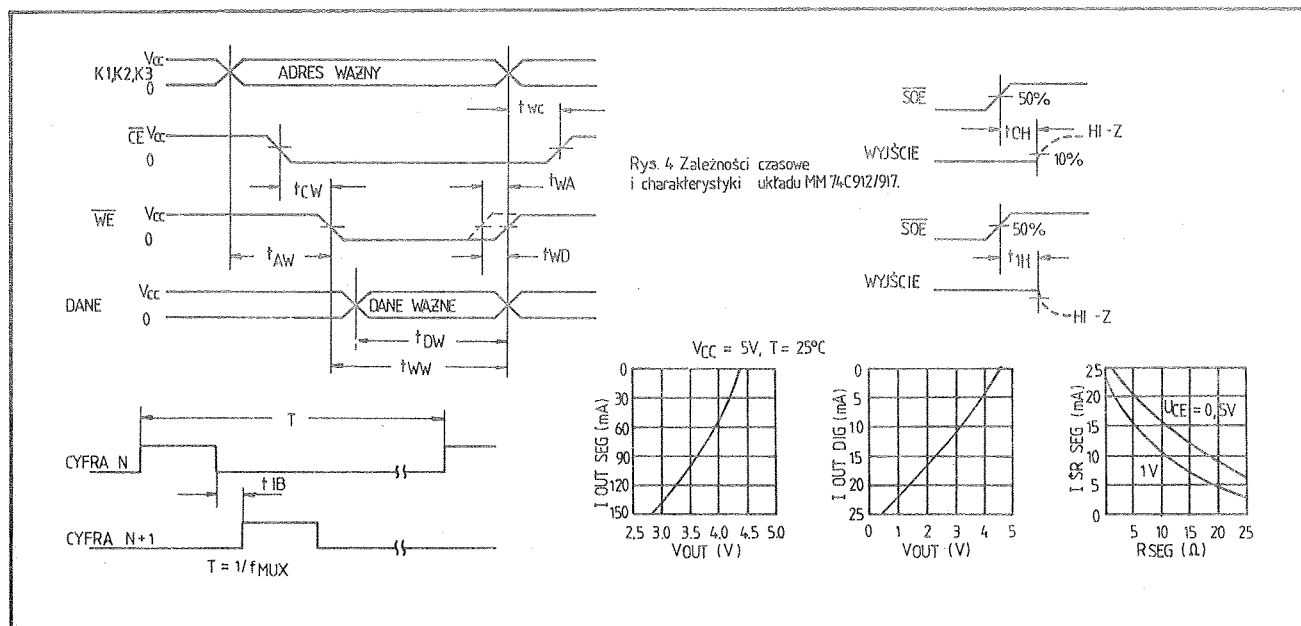 K1,K2,K3
VCC
0
ADRES WAŻNY
tWC
CE
VCC
0
tCW
tWA
WE
VCC
0
tAW
tWD
DANE
VCC
0
DANE WAŻNE
tDW
tWW
T
CYFRA N
tIB
CYFRA N+1
T = 1/fMUX
Rys. 4 Zależności czasowe
i charakterystyki układu MM 74C912/917.
SOE
50%
t0H
HI-Z
WYJŚCIE
10%
SOE
50%
t1H
WYJŚCIE
HI-Z
VCC = 5V, T = 25°C
I OUT SEG (mA)
0
30
60
90
120
150
2.5 3.0 3.5 4.0 4.5 5.0
VOUT (V)
I OUT DIG (mA)
0
5
10
15
20
25
0 1 2 3 4 5
VOUT (V)
I ŚR SEG (mA)
25
20
15
10
5
0
UCE = 0,5V
1V
5 10 15 20 25
RSEG (Ω)